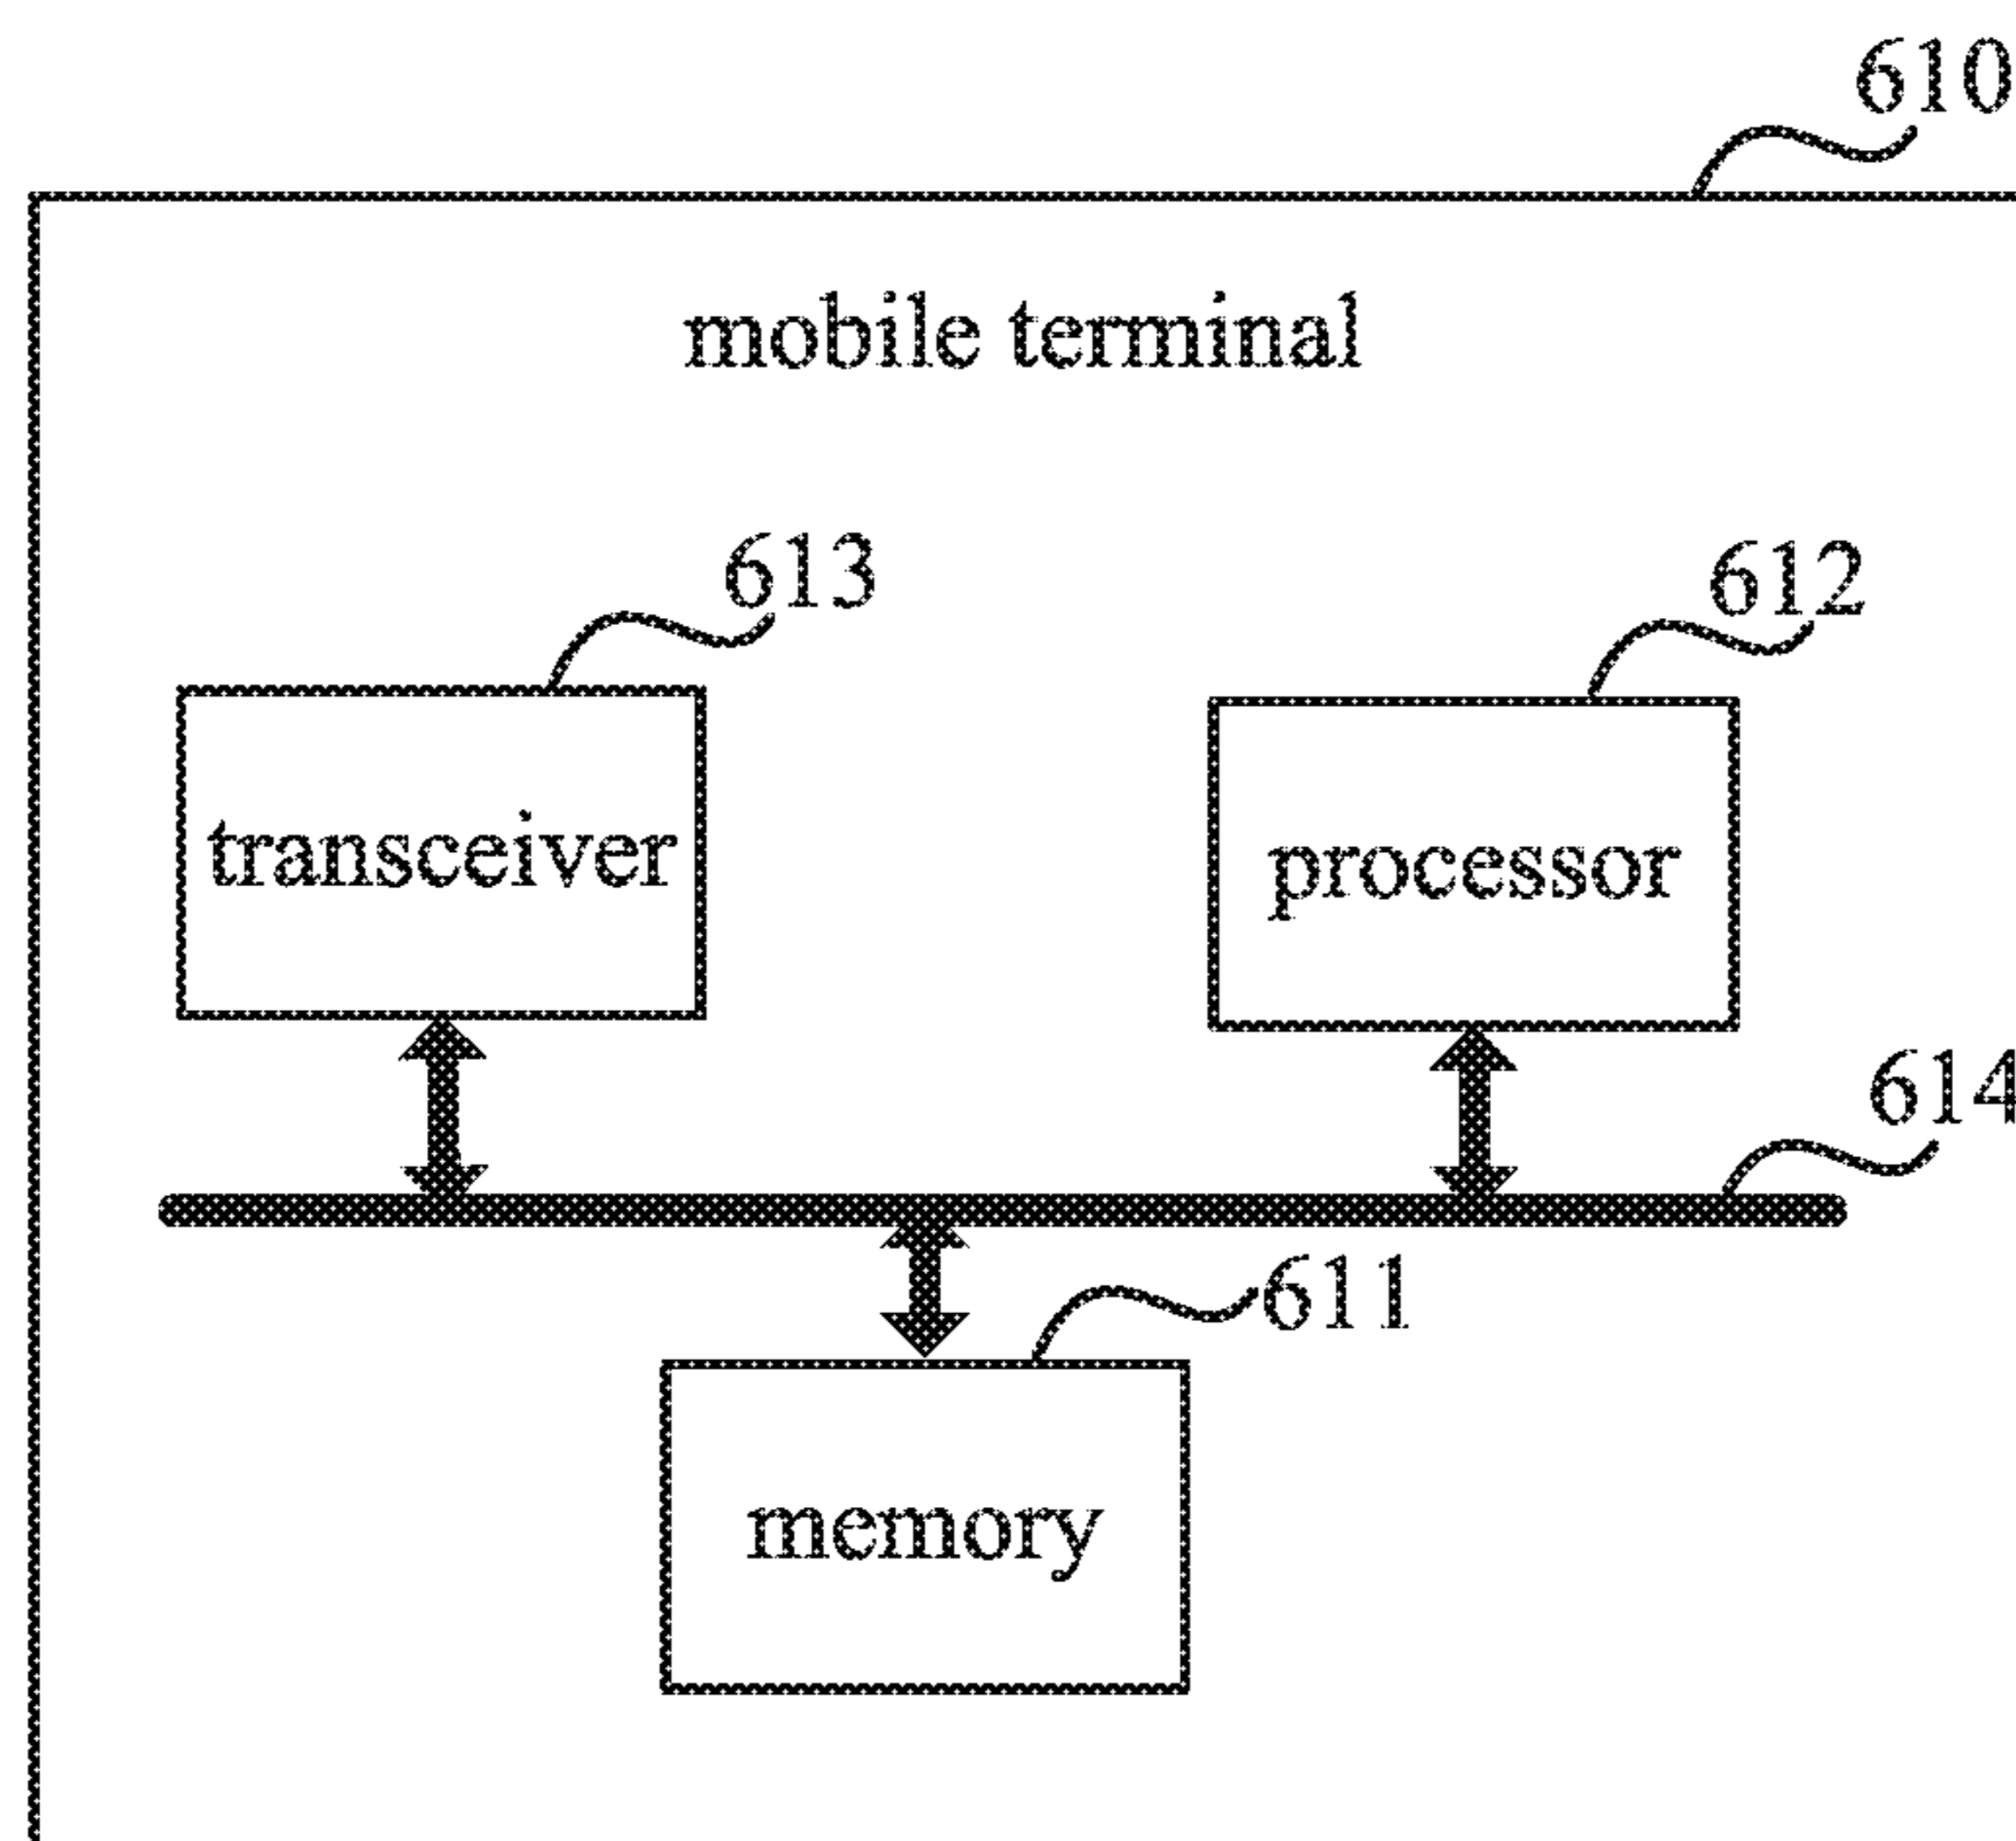 610
mobile terminal
613
612
transceiver
processor
614
611
memory